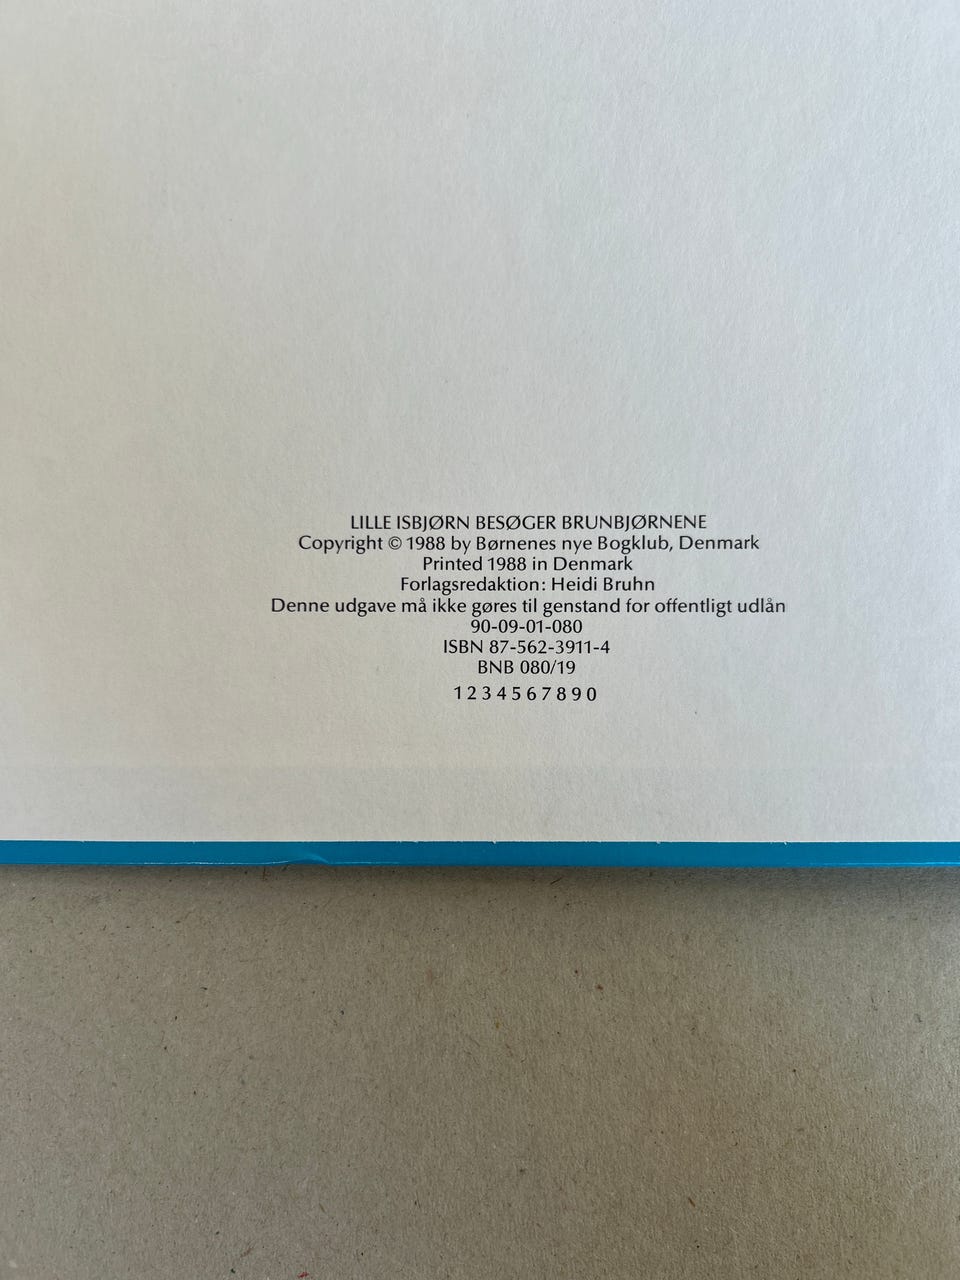 LILLE ISBJØRN BESØGER BRUNBJØRNENE
Copyright © 1988 by Børnenes nye Bogklub, Denmark
Printed 1988 in Denmark
Forlagsredaktion: Heidi Bruhn
Denne udgave må ikke gøres til genstand for offentligt udlån
90-09-01-080
ISBN 87-562-3911-4
BNB 080/19
1 2 3 4 5 6 7 8 9 0